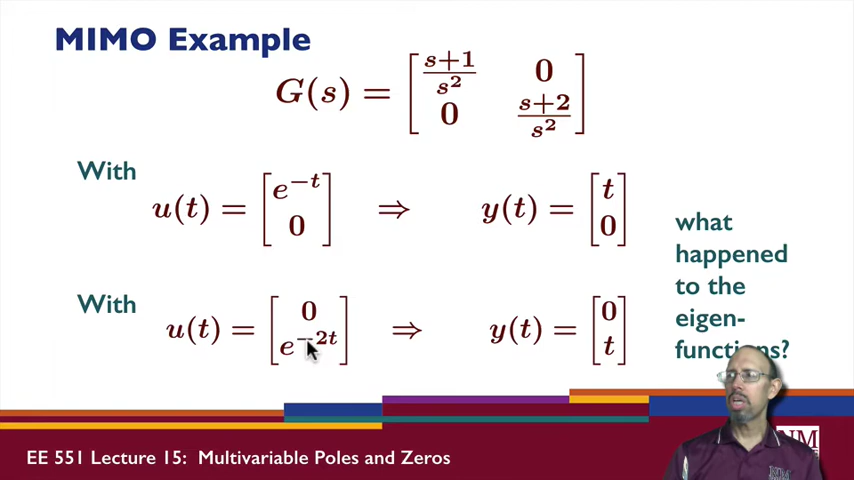 MIMO Example
G(s) = [ (s+1)/s² 0 ; 0 (s+2)/s² ]
With
u(t) = [ e^{-t} ; 0 ] ⇒ y(t) = [ t ; 0 ]
what
happened
to the
eigen-
functions?
With
u(t) = [ 0 ; e^{-2t} ] ⇒ y(t) = [ 0 ; t ]
EE 551 Lecture 15: Multivariable Poles and Zeros
NM